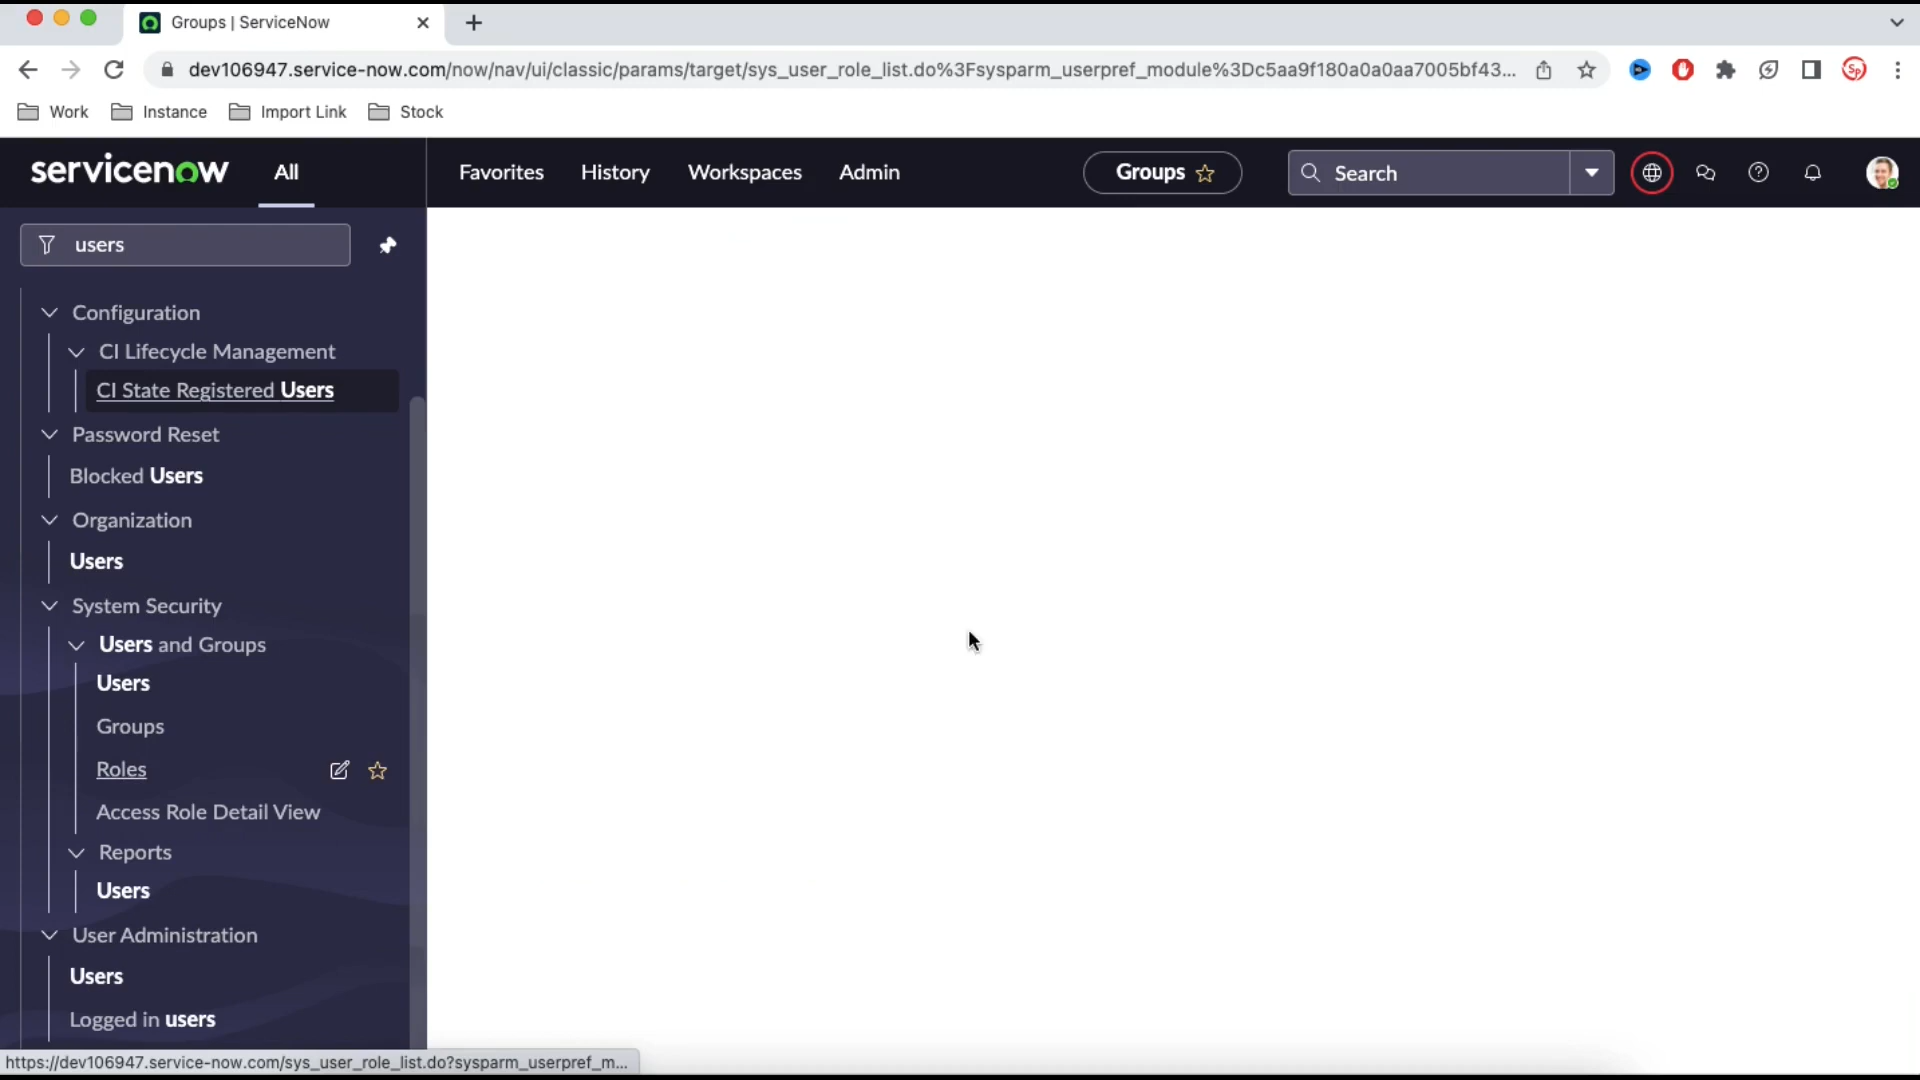 Groups | ServiceNow
dev106947.service-now.com/now/nav/ui/classic/params/target/sys_user_role_list.do%3Fsysparm_userpref_module%3Dc5aa9f180a0a0aa7005bf43...
Sp
Work Instance Import Link Stock
servicenow All Favorites History Workspaces Admin Groups Search
users
Configuration
CI Lifecycle Management
CI State Registered Users
Password Reset
Blocked Users
Organization
Users
System Security
Users and Groups
Users
Groups
Roles
Access Role Detail View
Reports
Users
User Administration
Users
Logged in users
https://dev106947.service-now.com/sys_user_role_list.do?sysparm_userpref_m...